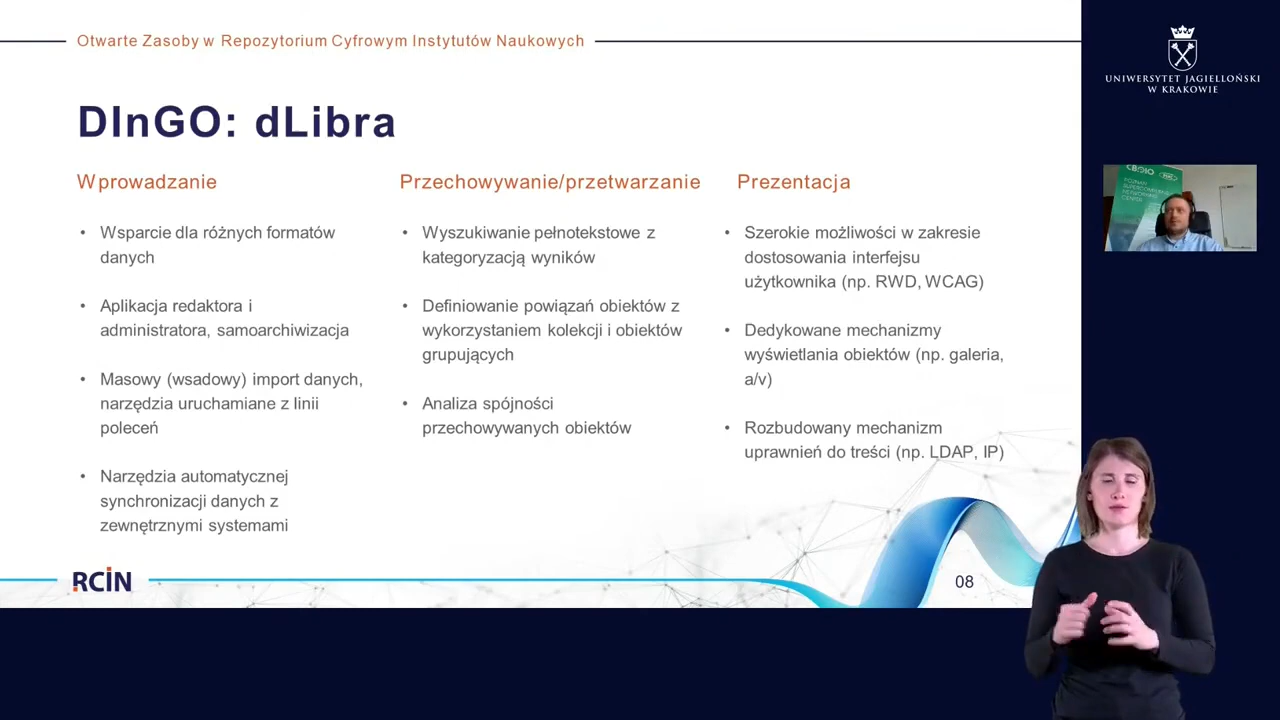 Otwarte Zasoby w Repozytorium Cyfrowym Instytutów Naukowych
DInGO: dLibra
Wprowadzanie
• Wsparcie dla różnych formatów
danych
• Aplikacja redaktora i
administratora, samoarchiwizacja
• Masowy (wsadowy) import danych,
narzędzia uruchamiane z linii
poleceń
• Narzędzia automatycznej
synchronizacji danych z
zewnętrznymi systemami
Przechowywanie/przetwarzanie
• Wyszukiwanie pełnotekstowe z
kategoryzacją wyników
• Definiowanie powiązań obiektów z
wykorzystaniem kolekcji i obiektów
grupujących
• Analiza spójności
przechowywanych obiektów
Prezentacja
• Szerokie możliwości w zakresie
dostosowania interfejsu
użytkownika (np. RWD, WCAG)
• Dedykowane mechanizmy
wyświetlania obiektów (np. galeria,
a/v)
• Rozbudowany mechanizm
uprawnień do treści (np. LDAP, IP)
RCIN
08
UNIWERSYTET JAGIELLOŃSKI
W KRAKOWIE
POZNAN
SUPERCOMPUTING
NETWORKING
CENTER